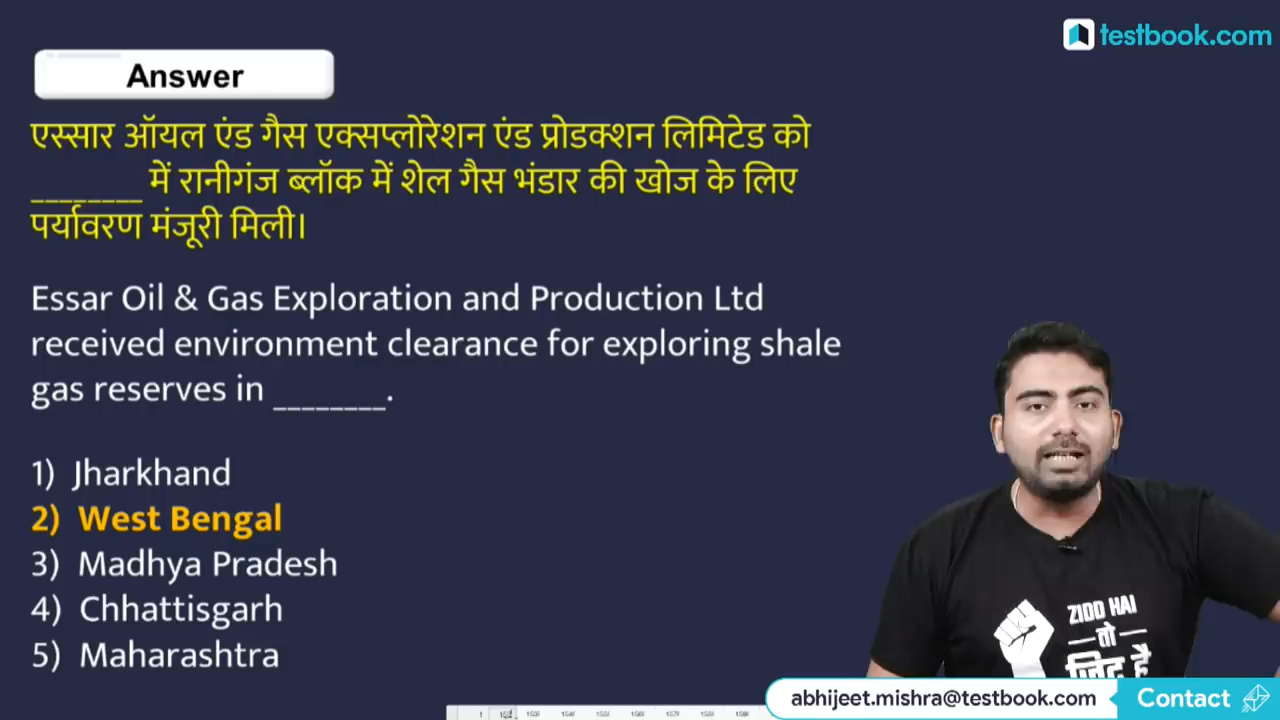 testbook.com
Answer
एस्सार ऑयल एंड गैस एक्सप्लोरेशन एंड प्रोडक्शन लिमिटेड को
________ में रानीगंज ब्लॉक में शेल गैस भंडार की खोज के लिए
पर्यावरण मंजूरी मिली।
Essar Oil & Gas Exploration and Production Ltd
received environment clearance for exploring shale
gas reserves in ________.
1) Jharkhand
2) West Bengal
3) Madhya Pradesh
4) Chhattisgarh
5) Maharashtra
ZIDD HAI
तो
ज़िद है
abhijeet.mishra@testbook.com Contact